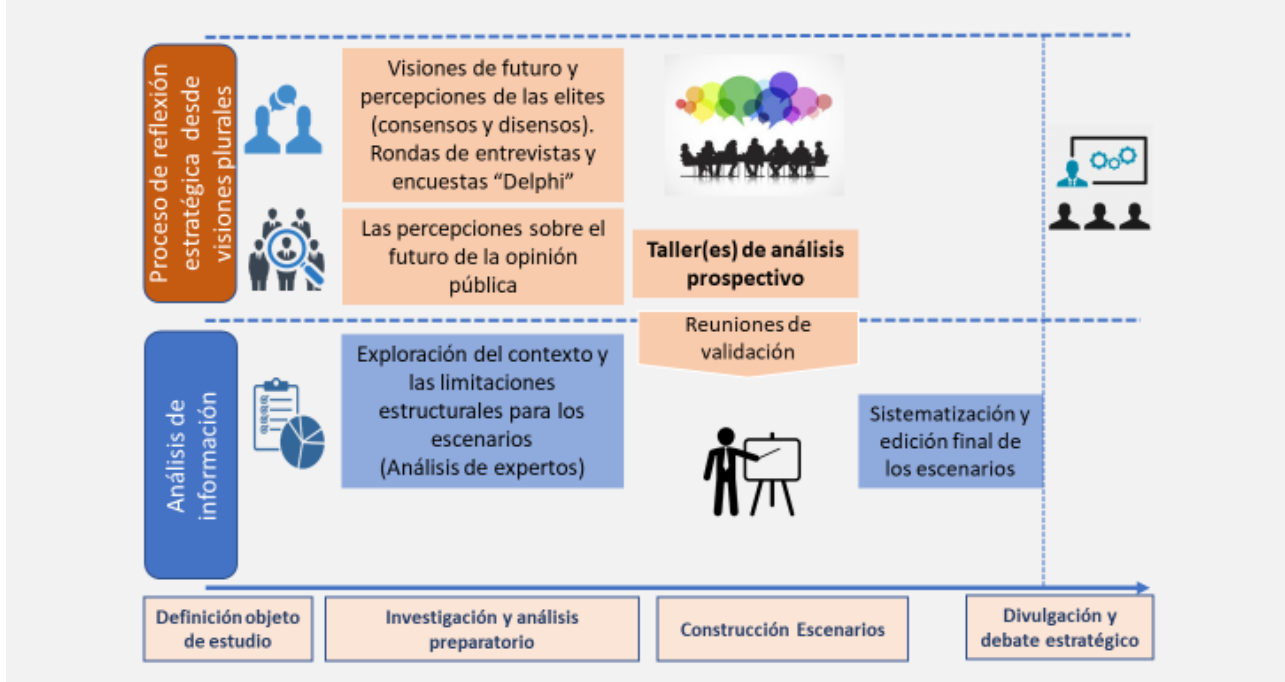 Proceso de reflexión
estratégica desde
visiones plurales
Visiones de futuro y
percepciones de las elites
(consensos y disensos).
Rondas de entrevistas y
encuestas “Delphi”
Las percepciones sobre el
futuro de la opinión
pública
Taller(es) de análisis
prospectivo
Reuniones de
validación
Análisis de
información
Exploración del contexto y
las limitaciones
estructurales para los
escenarios
(Análisis de expertos)
Sistematización y
edición final de
los escenarios
Definición objeto
de estudio
Investigación y análisis
preparatorio
Construcción Escenarios
Divulgación y
debate estratégico